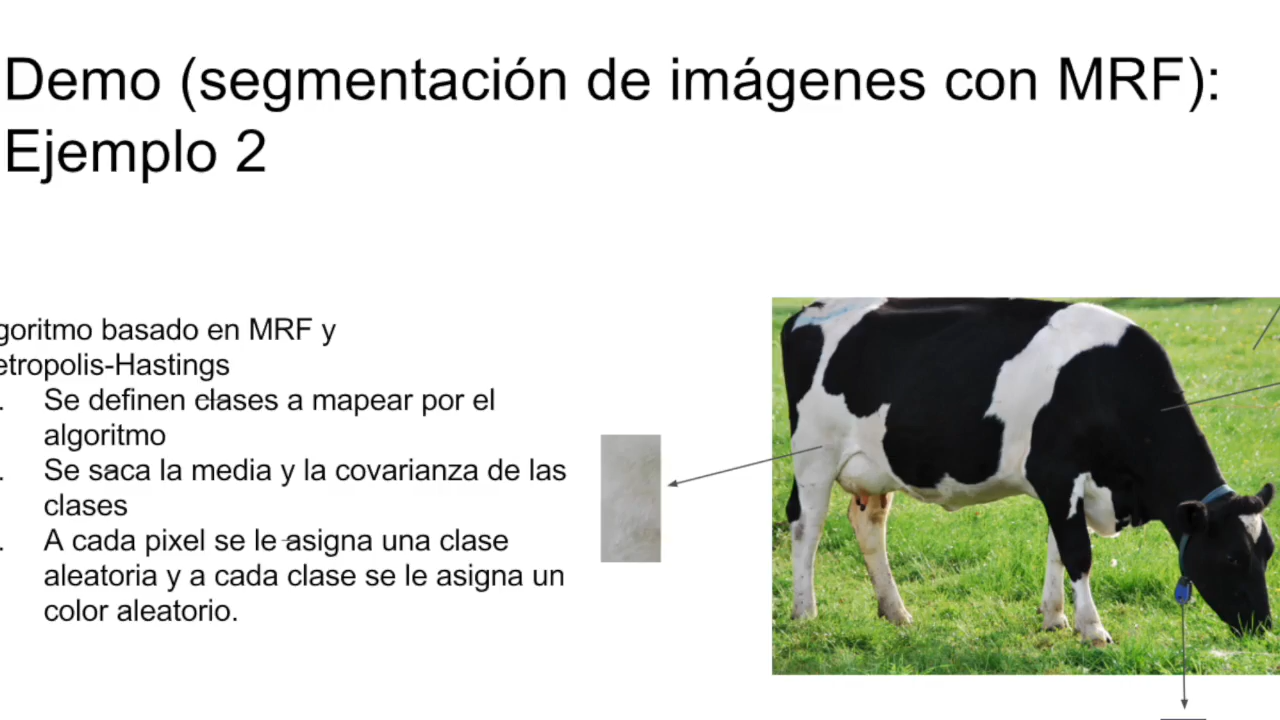 Demo (segmentación de imágenes con MRF):
Ejemplo 2
goritmo basado en MRF y
etropolis-Hastings
. Se definen clases a mapear por el
algoritmo
. Se saca la media y la covarianza de las
clases
. A cada pixel se le asigna una clase
aleatoria y a cada clase se le asigna un
color aleatorio.